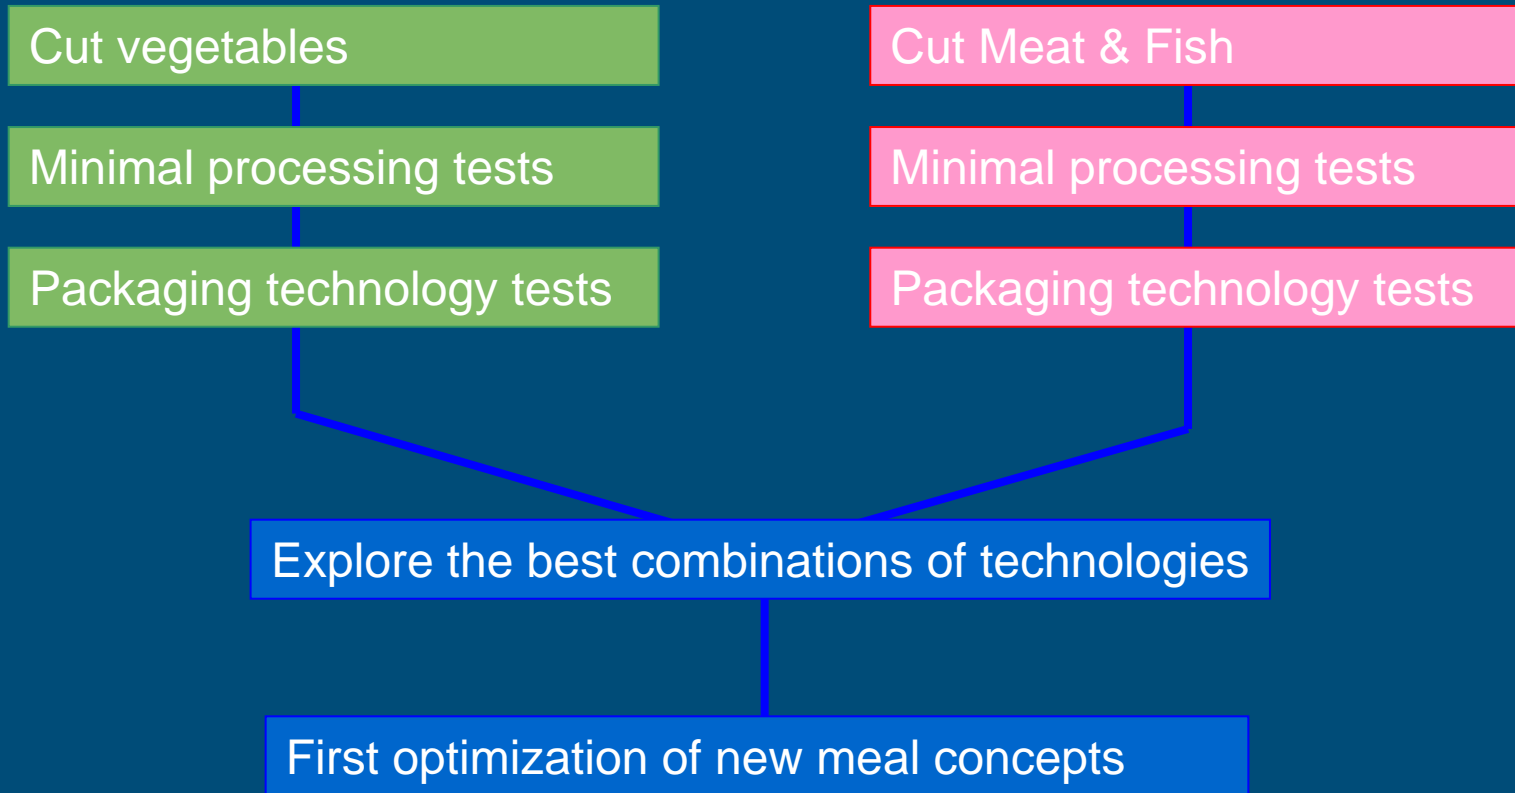 Cut vegetables
Minimal processing tests
Packaging technology tests
Cut Meat & Fish
Minimal processing tests
Packaging technology tests
Explore the best combinations of technologies
First optimization of new meal concepts